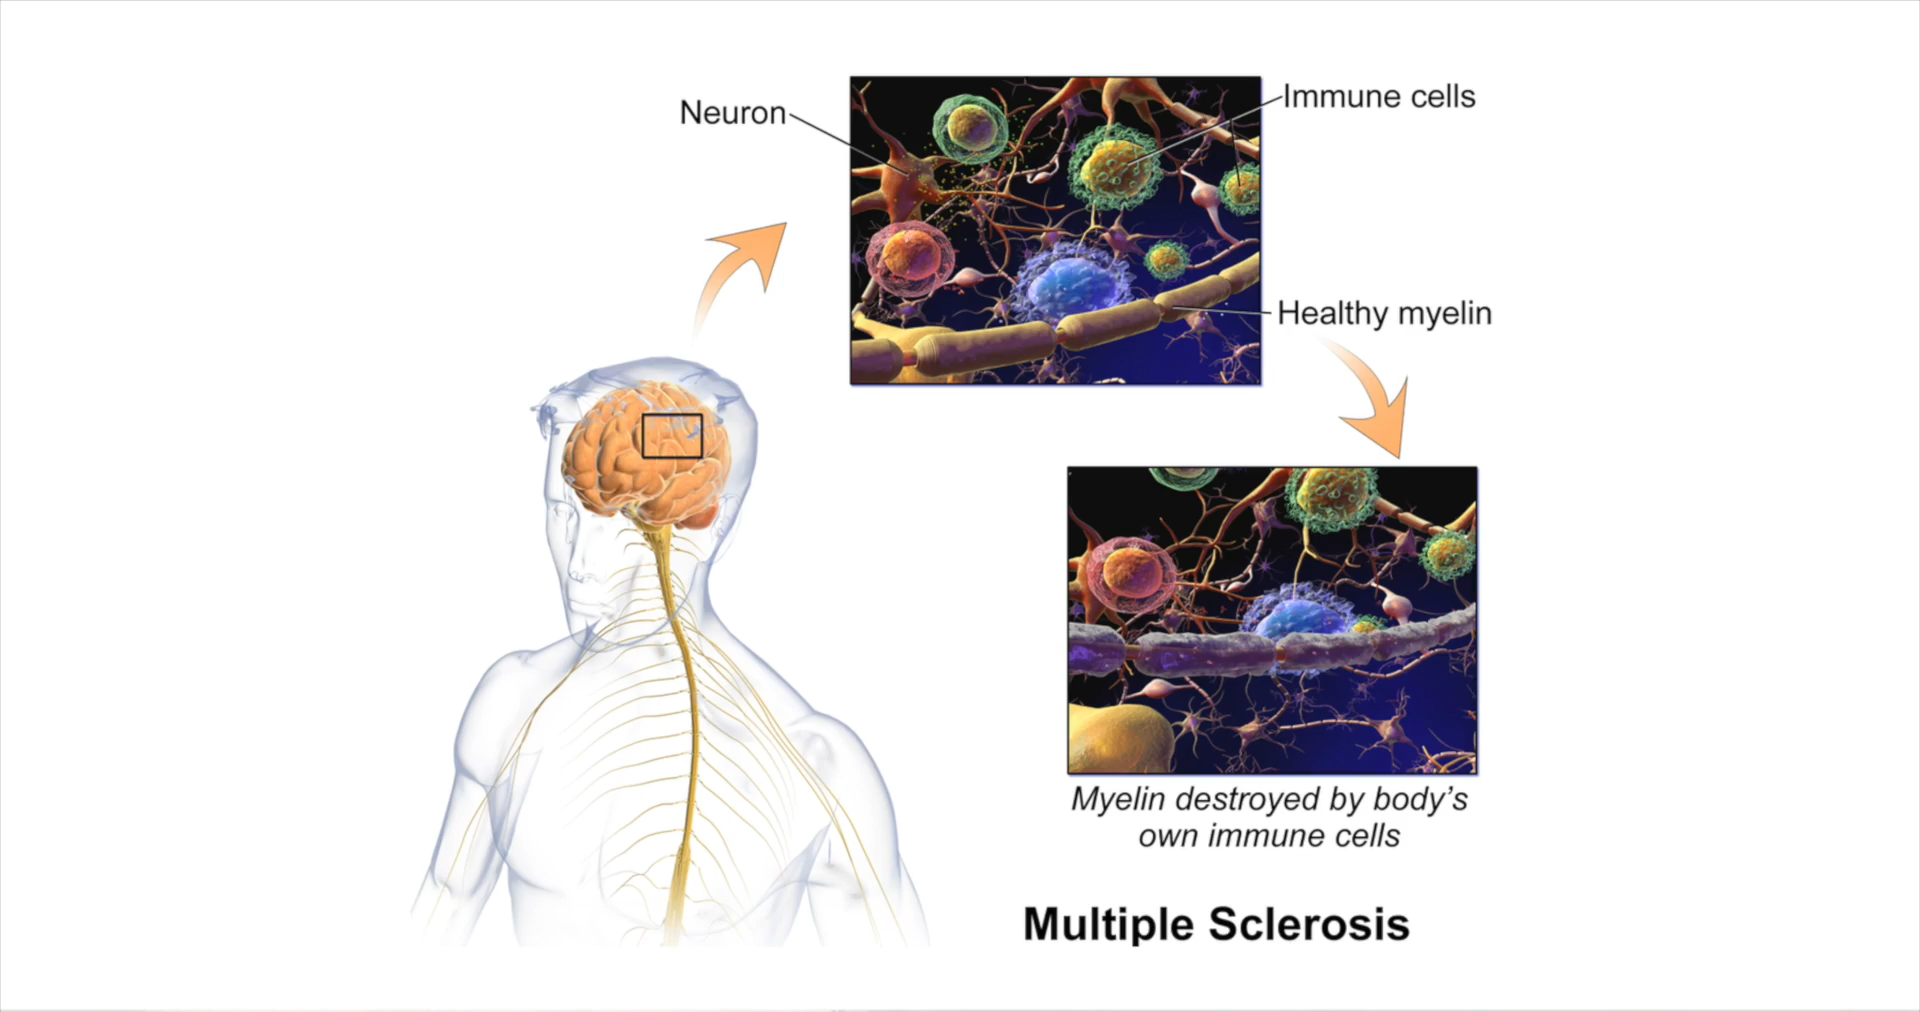 Neuron
Immune cells
Healthy myelin
Myelin destroyed by body's
own immune cells
Multiple Sclerosis